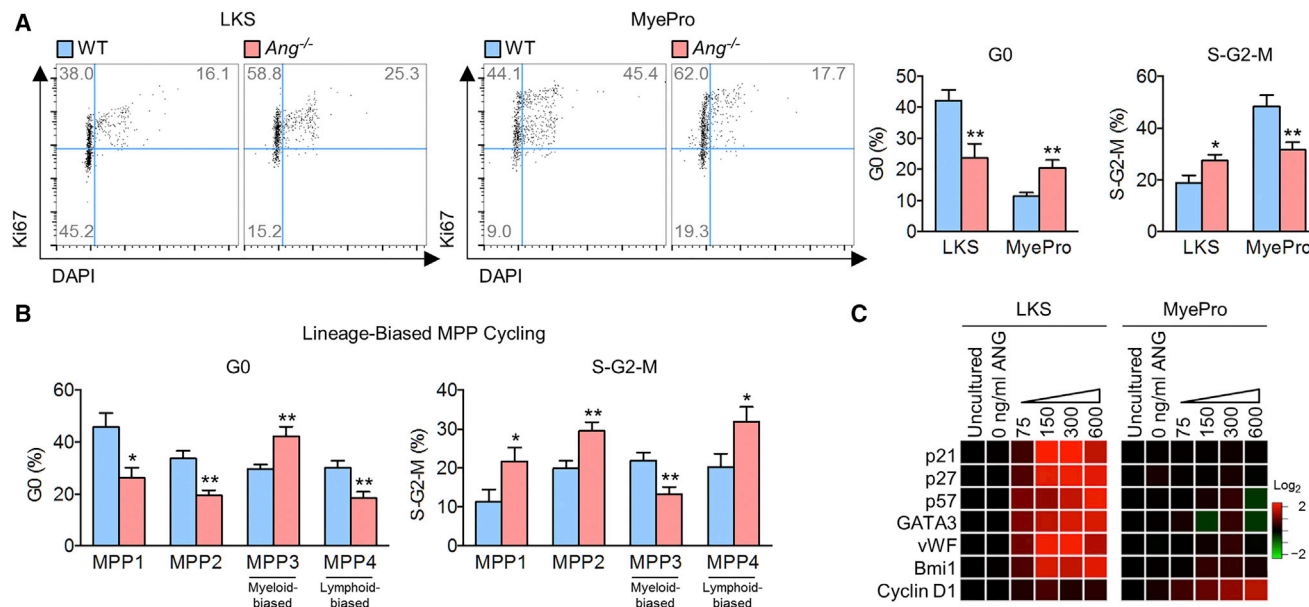 A
LKS
MyePro
WT
Ang-/-
WT
Ang-/-
38.0
16.1
58.8
25.3
44.1
45.4
62.0
17.7
45.2
15.2
9.0
19.3
Ki67
DAPI
Ki67
DAPI
G0
G0 (%)
50
40
30
20
10
0
**
**
LKS
MyePro
S-G2-M
S-G2-M (%)
60
40
20
0
*
**
LKS
MyePro
B
Lineage-Biased MPP Cycling
G0
G0 (%)
60
40
20
0
*
**
**
**
MPP1
MPP2
MPP3
MPP4
Myeloid-
biased
Lymphoid-
biased
S-G2-M
S-G2-M (%)
40
30
20
10
0
*
**
**
*
MPP1
MPP2
MPP3
MPP4
Myeloid-
biased
Lymphoid-
biased
C
LKS
MyePro
Uncultured
0 ng/ml ANG
75
150
300
600
Uncultured
0 ng/ml ANG
75
150
300
600
p21
p27
p57
GATA3
vWF
Bmi1
Cyclin D1
Log2
2
0
−2